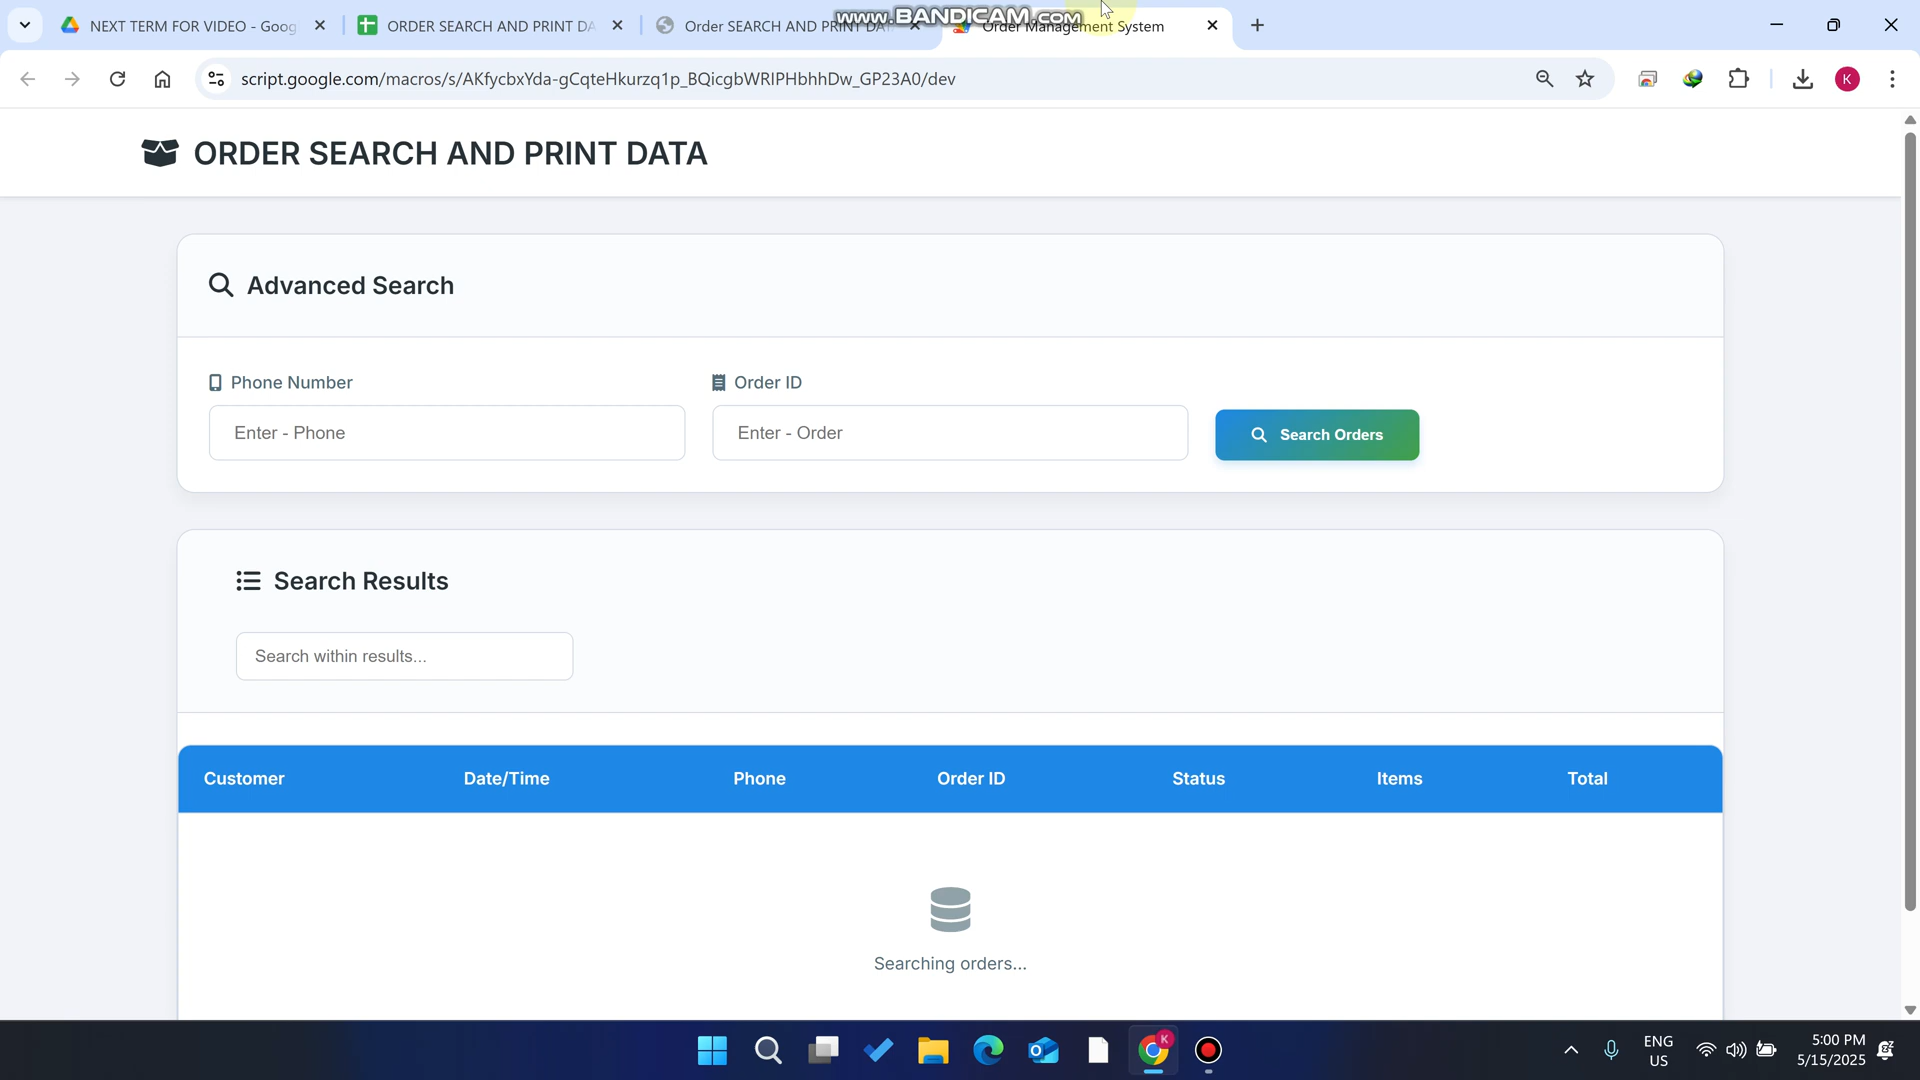 NEXT TERM FOR VIDEO - Goog
ORDER SEARCH AND PRINT DA
Order SEARCH AND PRINT DA
Order Management System
www.BANDICAM.com
script.google.com/macros/s/AKfycbxYda-gCqteHkurzq1p_BQicgbWRIPHbhhDw_GP23A0/dev
K
ORDER SEARCH AND PRINT DATA
Advanced Search
Phone Number
Order ID
Enter - Phone
Enter - Order
Search Orders
Search Results
Search within results...
Customer
Date/Time
Phone
Order ID
Status
Items
Total
Searching orders...
K
ENG
US
5:00 PM
5/15/2025